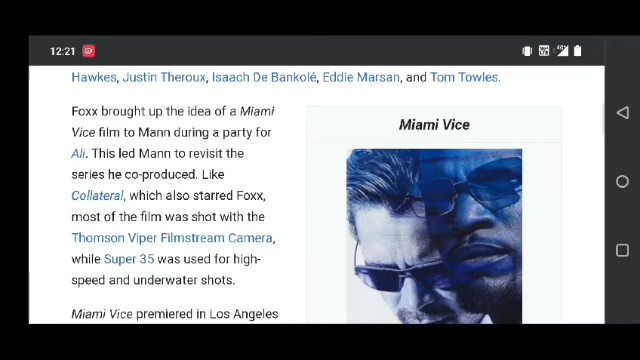 12:21
Hawkes, Justin Theroux, Isaach De Bankolé, Eddie Marsan, and Tom Towles.
Foxx brought up the idea of a Miami
Vice film to Mann during a party for
Ali. This led Mann to revisit the
series he co-produced. Like
Collateral, which also starred Foxx,
most of the film was shot with the
Thomson Viper Filmstream Camera,
while Super 35 was used for high-
speed and underwater shots.
Miami Vice premiered in Los Angeles
Miami Vice